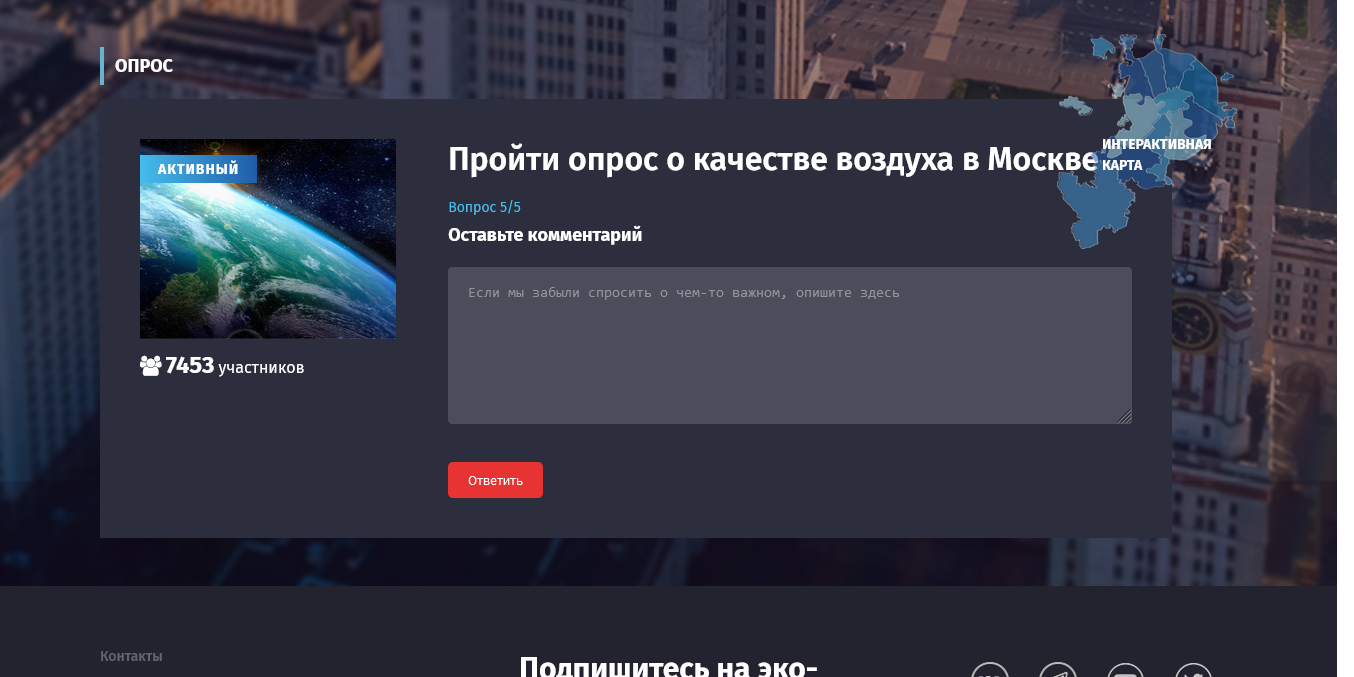 ОПРОС
АКТИВНЫЙ
7453 участников
Пройти опрос о качестве воздуха в Москве
ИНТЕРАКТИВНАЯ
КАРТА
Вопрос 5/5
Оставьте комментарий
Если мы забыли спросить о чем-то важном, опишите здесь
Ответить
Контакты
Подпишитесь на эко-